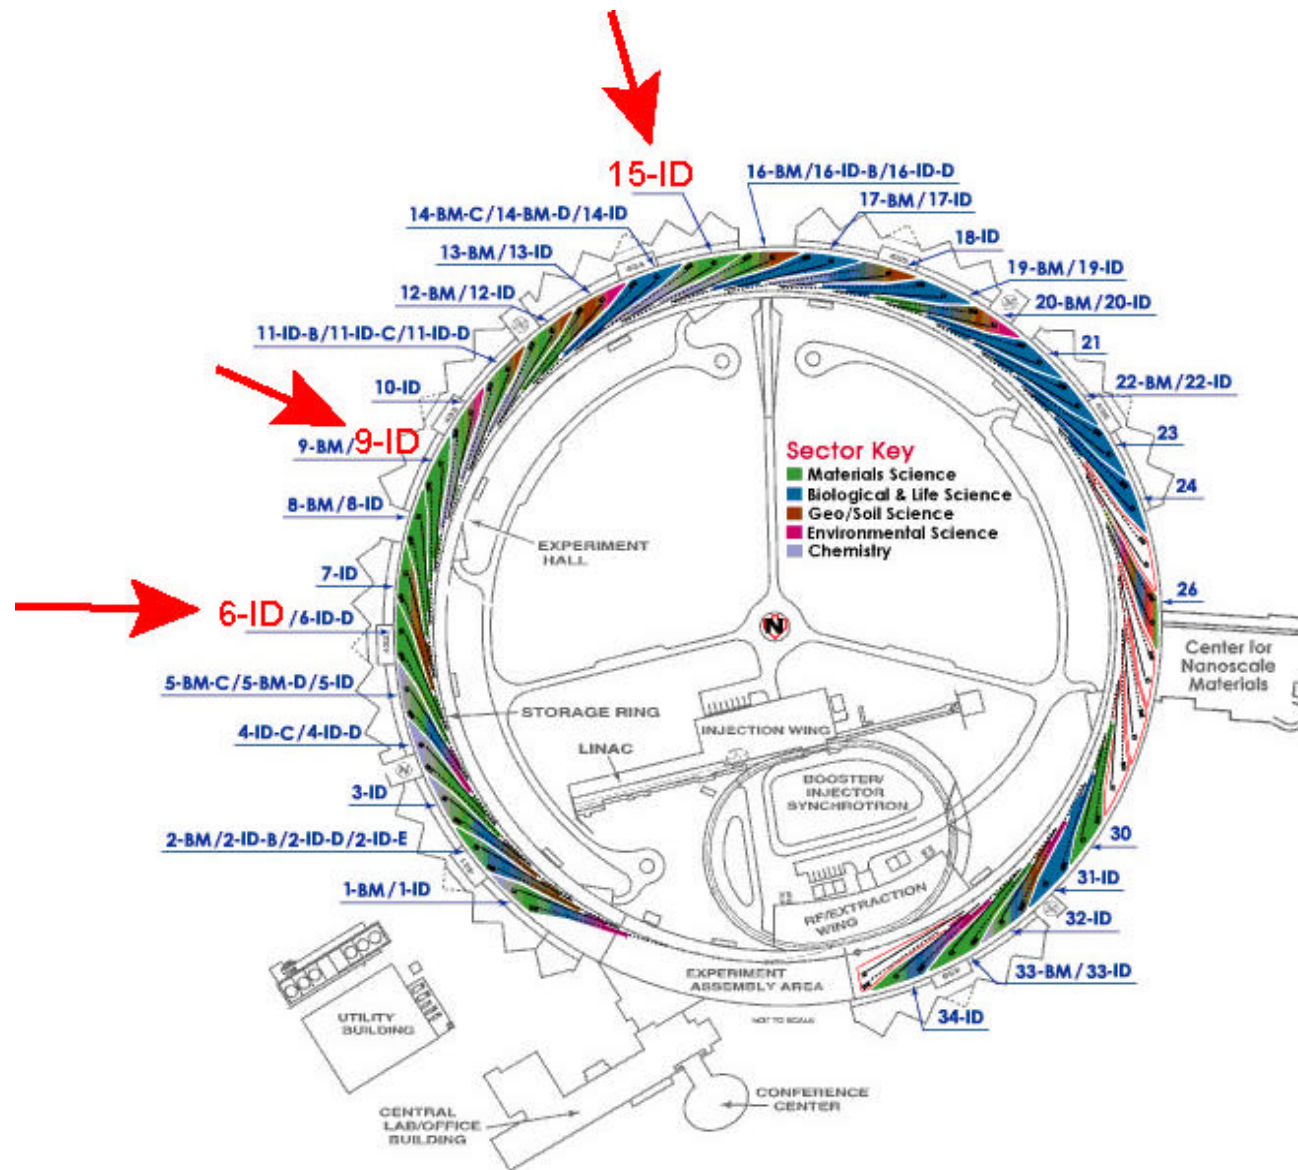 15-ID
16-BM/16-ID-B/16-ID-D
17-BM/17-ID
14-BM-C/14-BM-D/14-ID
18-ID
13-BM/13-ID
19-BM/19-ID
12-BM/12-ID
20-BM/20-ID
11-ID-B/11-ID-C/11-ID-D
21
10-ID
22-BM/22-ID
9-BM/9-ID
23
Sector Key
Materials Science
Biological & Life Science
Geo/Soil Science
Environmental Science
Chemistry
24
8-BM/8-ID
EXPERIMENT
HALL
7-ID
26
6-ID/6-ID-D
N
Center for
Nanoscale
Materials
5-BM-C/5-BM-D/5-ID
STORAGE RING
INJECTION WING
4-ID-C/4-ID-D
LINAC
BOOSTER/
INJECTOR
SYNCHROTRON
3-ID
2-BM/2-ID-B/2-ID-D/2-ID-E
30
1-BM/1-ID
31-ID
RF/EXTRACTION
WING
32-ID
EXPERIMENT
ASSEMBLY AREA
33-BM/33-ID
NOT TO SCALE
34-ID
UTILITY
BUILDING
CONFERENCE
CENTER
CENTRAL
LAB/OFFICE
BUILDING